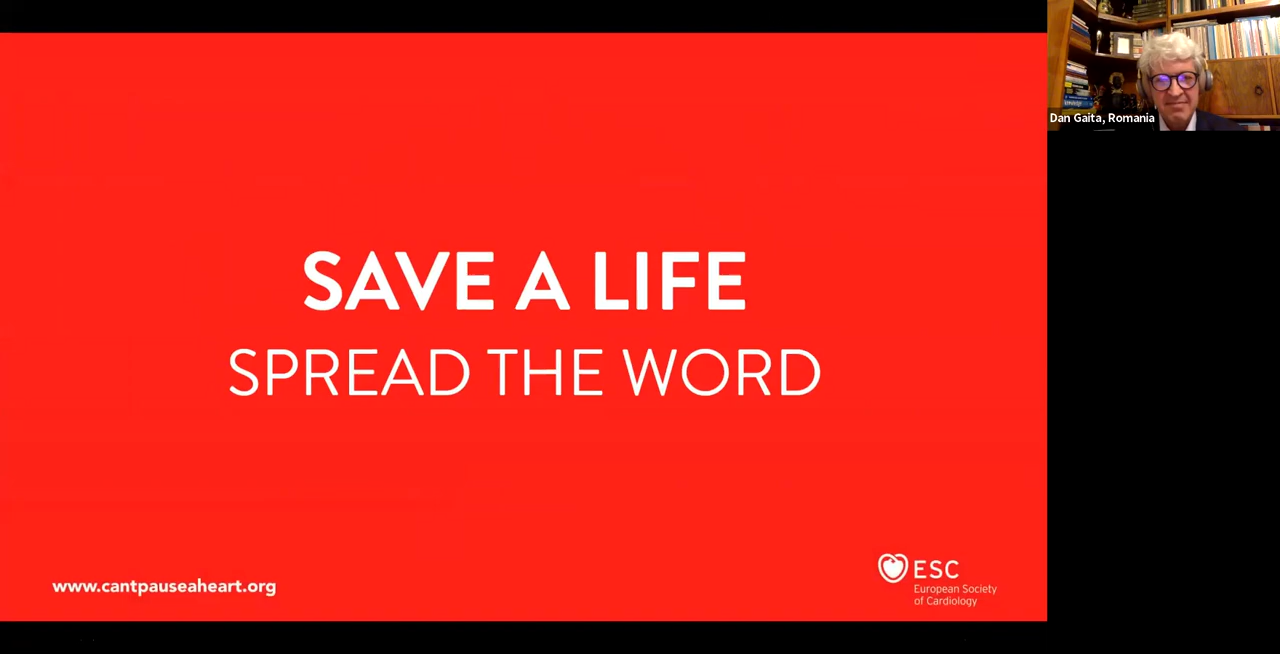 SAVE A LIFE
SPREAD THE WORD
www.cantpauseaheart.org
ESC
European Society
of Cardiology
Dan Gaita, Romania